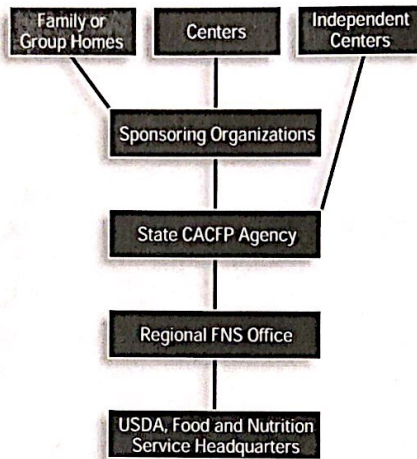 Family or
Group Homes
Centers
Independent
Centers
Sponsoring Organizations
State CACFP Agency
Regional FNS Office
USDA, Food and Nutrition
Service Headquarters